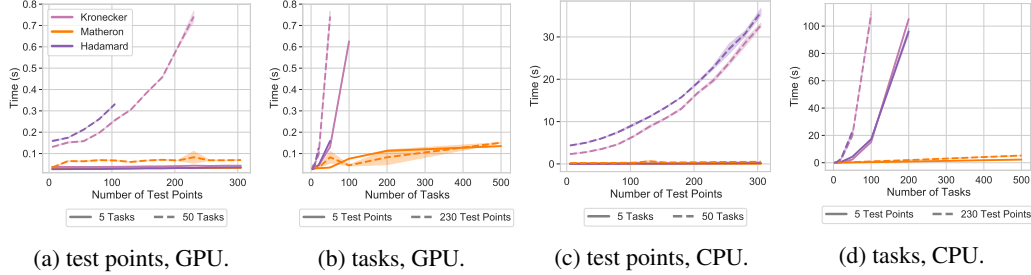 0.8
0.7
0.6
0.5
0.4
0.3
0.2
0.1
Time (s)
Kronecker
Matheron
Hadamard
0 100 200 300
Number of Test Points
5 Tasks 50 Tasks
(a) test points, GPU.
0.8
0.7
0.6
0.5
0.4
0.3
0.2
0.1
Time (s)
0 100 200 300 400 500
Number of Tasks
5 Test Points 230 Test Points
(b) tasks, GPU.
30
20
10
0
Time (s)
0 100 200 300
Number of Test Points
5 Tasks 50 Tasks
(c) test points, CPU.
100
80
60
40
20
0
Time (s)
0 100 200 300 400 500
Number of Tasks
5 Test Points 230 Test Points
(d) tasks, CPU.